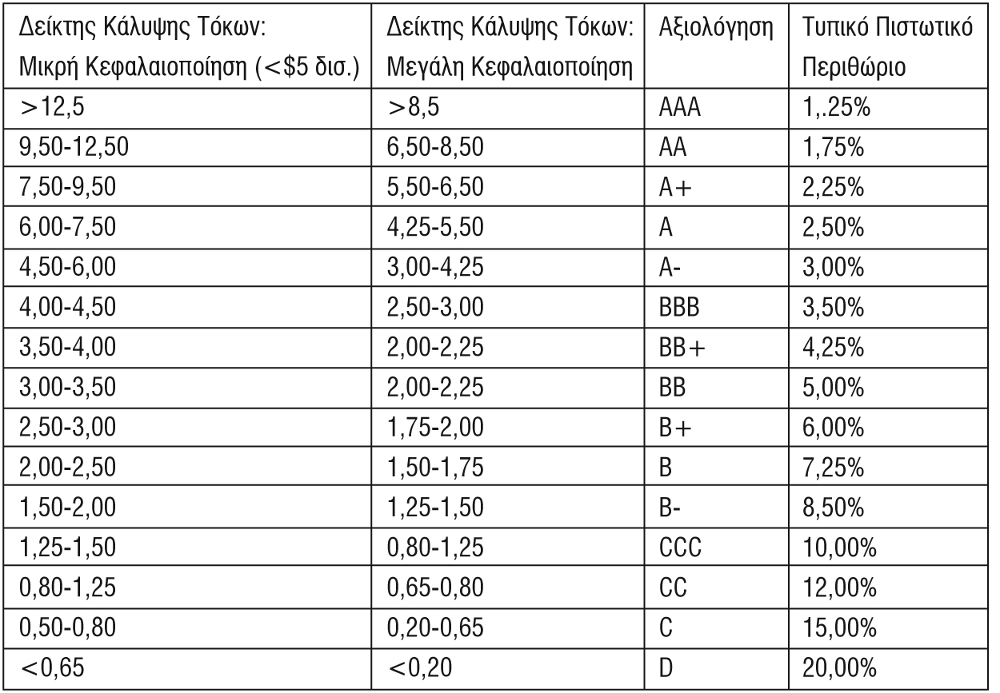 Δείκτης Κάλυψης Τόκων: Δείκτης Κάλυψης Τόκων: Αξιολόγηση Τυπικό Πιστωτικό
Μικρή Κεφαλαιοποίηση (<$5 δισ.) Μεγάλη Κεφαλαιοποίηση Περιθώριο
>12,5 >8,5 AAA 1,.25%
9,50-12,50 6,50-8,50 AA 1,75%
7,50-9,50 5,50-6,50 A+ 2,25%
6,00-7,50 4,25-5,50 A 2,50%
4,50-6,00 3,00-4,25 A- 3,00%
4,00-4,50 2,50-3,00 BBB 3,50%
3,50-4,00 2,00-2,25 BB+ 4,25%
3,00-3,50 2,00-2,25 BB 5,00%
2,50-3,00 1,75-2,00 B+ 6,00%
2,00-2,50 1,50-1,75 B 7,25%
1,50-2,00 1,25-1,50 B- 8,50%
1,25-1,50 0,80-1,25 CCC 10,00%
0,80-1,25 0,65-0,80 CC 12,00%
0,50-0,80 0,20-0,65 C 15,00%
<0,65 <0,20 D 20,00%